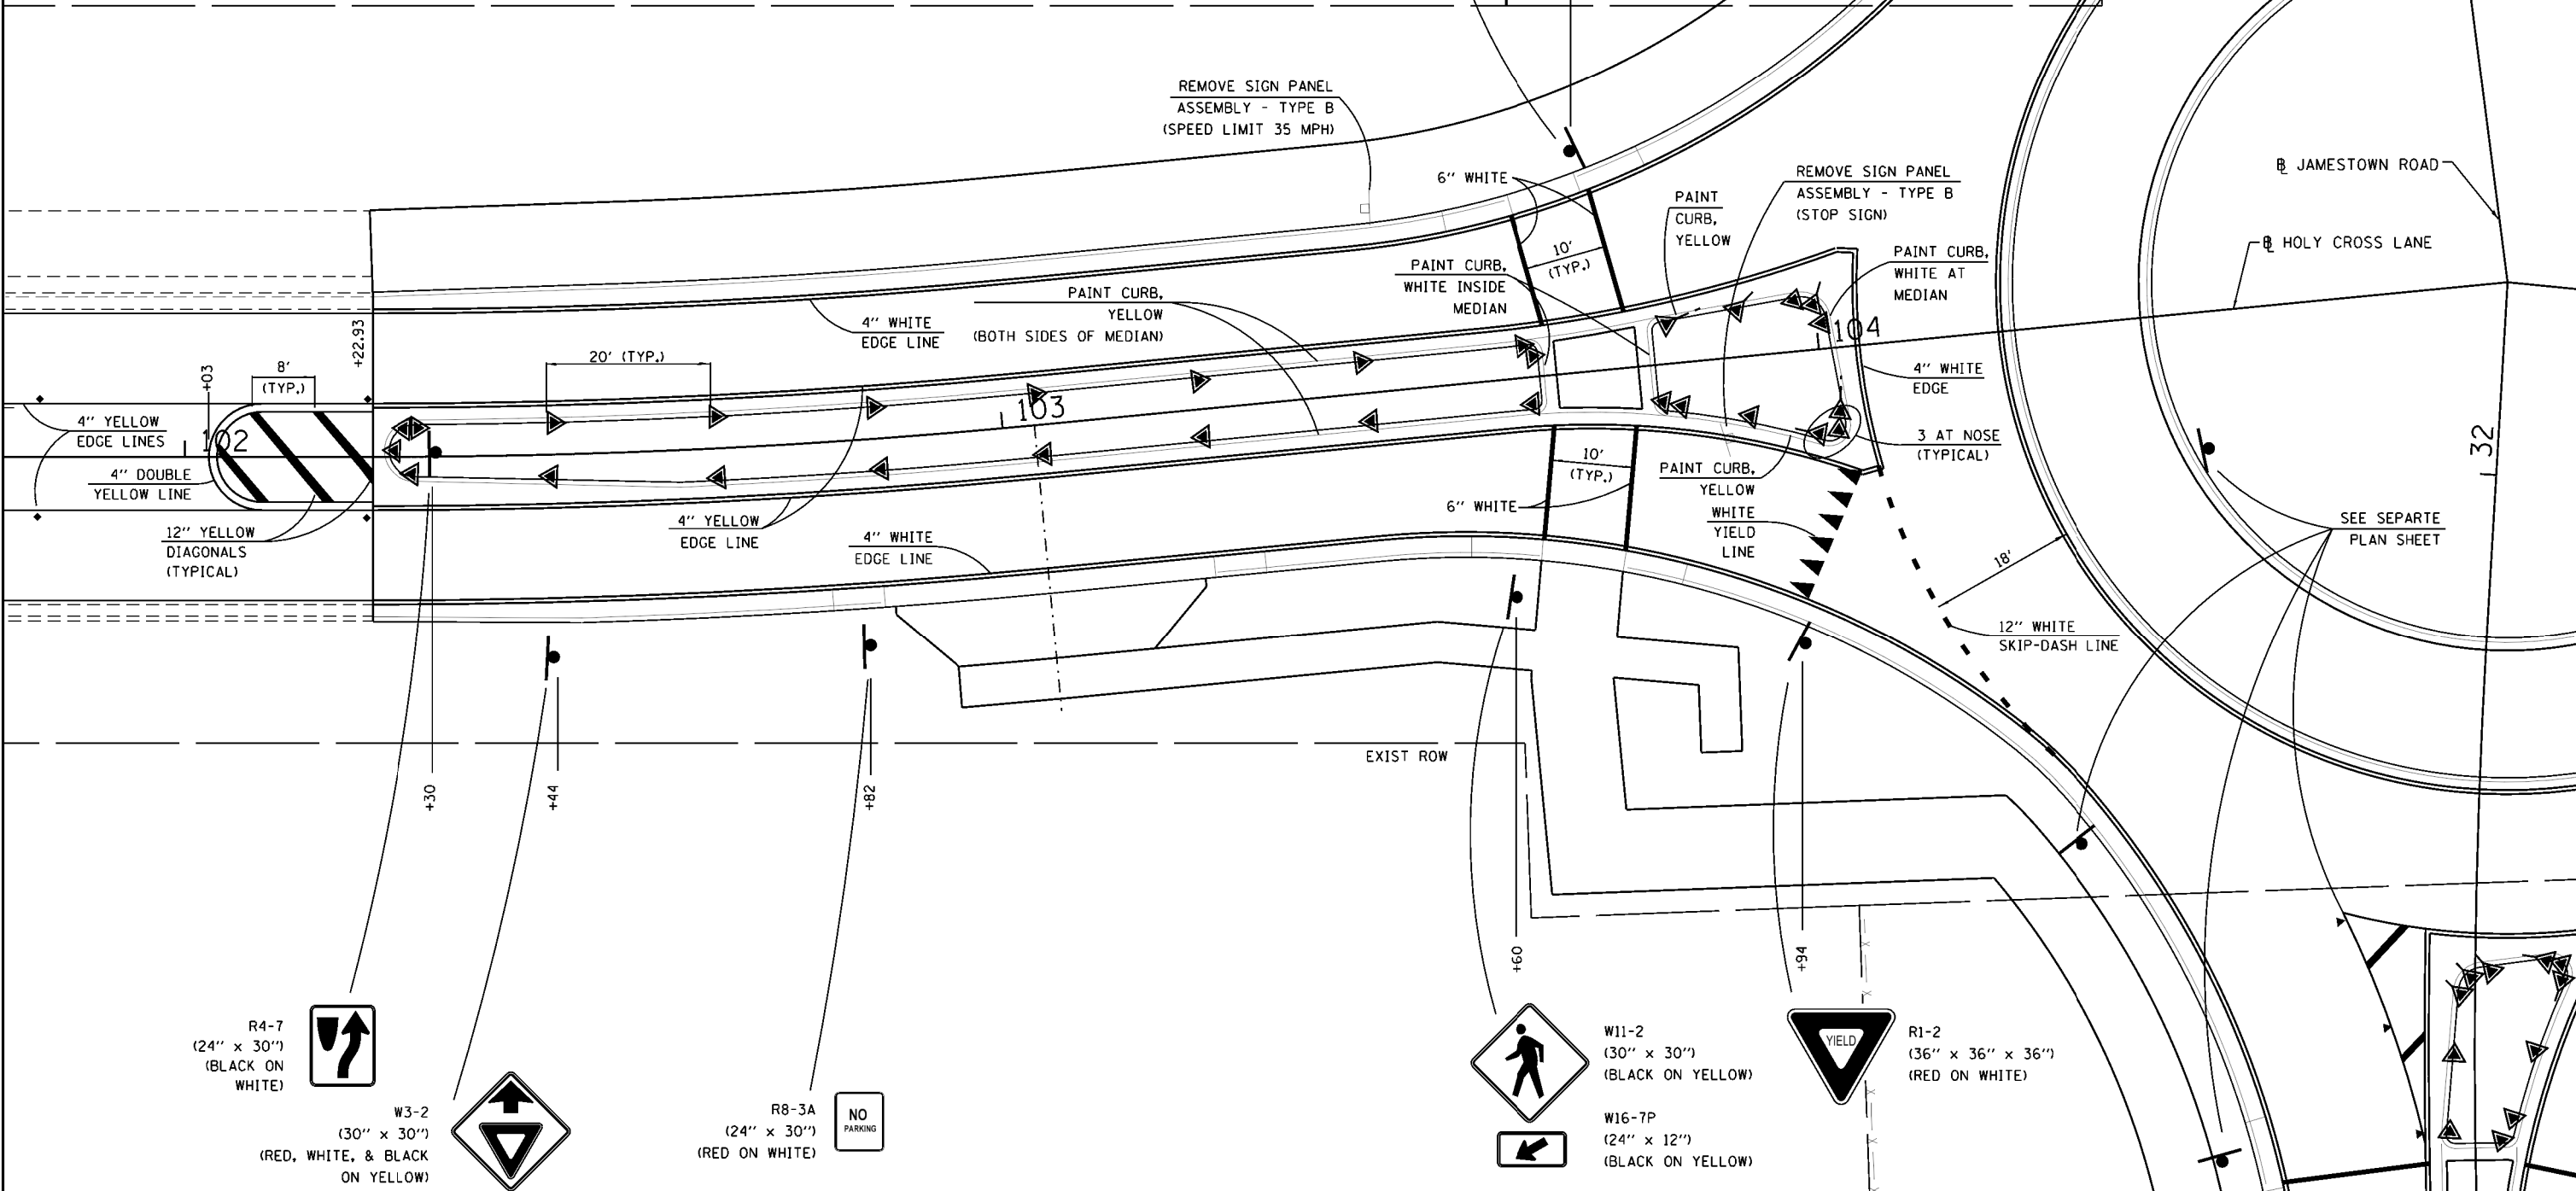 REMOVE SIGN PANEL
ASSEMBLY - TYPE B
(SPEED LIMIT 35 MPH)
6" WHITE
PAINT
CURB,
YELLOW
REMOVE SIGN PANEL
ASSEMBLY - TYPE B
(STOP SIGN)
℄ JAMESTOWN ROAD
℄ HOLY CROSS LANE
10'
(TYP.)
PAINT CURB,
WHITE INSIDE
MEDIAN
PAINT CURB,
WHITE AT
MEDIAN
PAINT CURB,
YELLOW
(BOTH SIDES OF MEDIAN)
4" WHITE
EDGE LINE
104
+22.93
20' (TYP.)
8'
(TYP.)
+03
4" WHITE
EDGE
103
102
4" YELLOW
EDGE LINES
4" DOUBLE
YELLOW LINE
12" YELLOW
DIAGONALS
(TYPICAL)
4" YELLOW
EDGE LINE
4" WHITE
EDGE LINE
10'
(TYP.)
6" WHITE
PAINT CURB,
YELLOW
WHITE
YIELD
LINE
3 AT NOSE
(TYPICAL)
32
SEE SEPARTE
PLAN SHEET
18'
12" WHITE
SKIP-DASH LINE
EXIST ROW
+30
+44
+82
+60
+94
R4-7
(24" x 30")
(BLACK ON
WHITE)
W3-2
(30" x 30")
(RED, WHITE, & BLACK
ON YELLOW)
R8-3A
(24" x 30")
(RED ON WHITE)
NO
PARKING
W11-2
(30" x 30")
(BLACK ON YELLOW)
W16-7P
(24" x 12")
(BLACK ON YELLOW)
YIELD
R1-2
(36" x 36" x 36")
(RED ON WHITE)